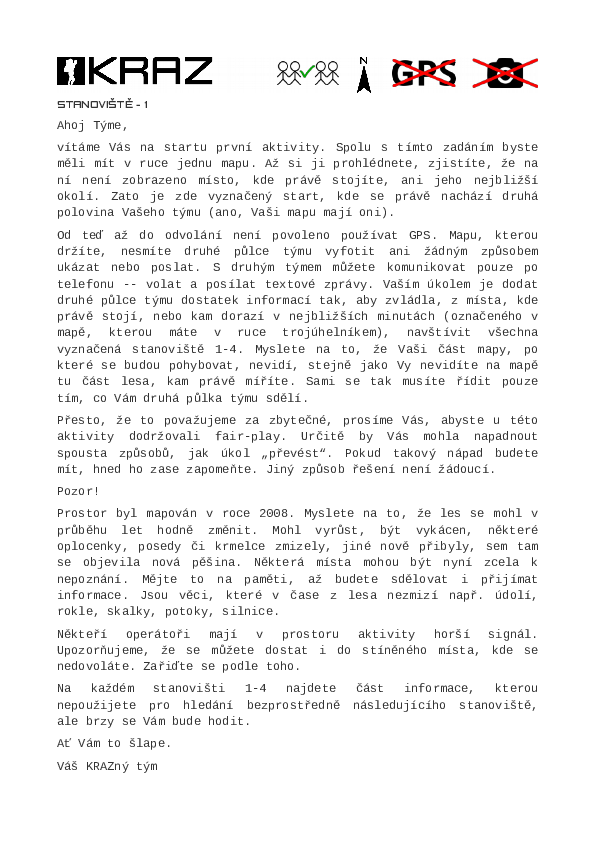 KRAZ
N
GPS
STANOVIŠTĚ - 1
Ahoj Týme,
vítáme Vás na startu první aktivity. Spolu s tímto zadáním byste
měli mít v ruce jednu mapu. Až si ji prohlédnete, zjistíte, že na
ní není zobrazeno místo, kde právě stojíte, ani jeho nejbližší
okolí. Zato je zde vyznačený start, kde se právě nachází druhá
polovina Vašeho týmu (ano, Vaši mapu mají oni).
Od teď až do odvolání není povoleno používat GPS. Mapu, kterou
držíte, nesmíte druhé půlce týmu vyfotit ani žádným způsobem
ukázat nebo poslat. S druhým týmem můžete komunikovat pouze po
telefonu -- volat a posílat textové zprávy. Vaším úkolem je dodat
druhé půlce týmu dostatek informací tak, aby zvládla, z místa, kde
právě stojí, nebo kam dorazí v nejbližších minutách (označeného v
mapě, kterou máte v ruce trojúhelníkem), navštívit všechna
vyznačená stanoviště 1-4. Myslete na to, že Vaši část mapy, po
které se budou pohybovat, nevidí, stejně jako Vy nevidíte na mapě
tu část lesa, kam právě míříte. Sami se tak musíte řídit pouze
tím, co Vám druhá půlka týmu sdělí.
Přesto, že to považujeme za zbytečné, prosíme Vás, abyste u této
aktivity dodržovali fair-play. Určitě by Vás mohla napadnout
spousta způsobů, jak úkol „převést“. Pokud takový nápad budete
mít, hned ho zase zapomeňte. Jiný způsob řešení není žádoucí.
Pozor!
Prostor byl mapován v roce 2008. Myslete na to, že les se mohl v
průběhu let hodně změnit. Mohl vyrůst, být vykácen, některé
oplocenky, posedy či krmelce zmizely, jiné nově přibyly, sem tam
se objevila nová pěšina. Některá místa mohou být nyní zcela k
nepoznání. Mějte to na paměti, až budete sdělovat i přijímat
informace. Jsou věci, které v čase z lesa nezmizí např. údolí,
rokle, skalky, potoky, silnice.
Někteří operátoři mají v prostoru aktivity horší signál.
Upozorňujeme, že se můžete dostat i do stíněného místa, kde se
nedovoláte. Zařiďte se podle toho.
Na každém stanovišti 1-4 najdete část informace, kterou
nepoužijete pro hledání bezprostředně následujícího stanoviště,
ale brzy se Vám bude hodit.
Ať Vám to šlape.
Váš KRAZný tým